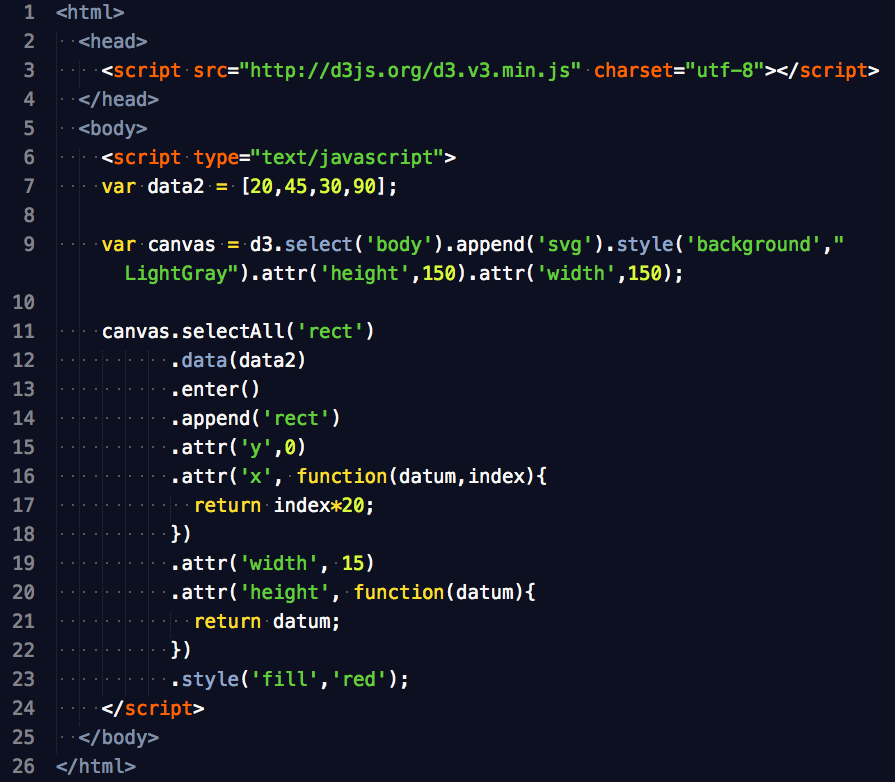 1 <html>
2   <head>
3     <script src="http://d3js.org/d3.v3.min.js" charset="utf-8"></script>
4   </head>
5   <body>
6     <script type="text/javascript">
7     var data2 = [20,45,30,90];
8
9     var canvas = d3.select('body').append('svg').style('background',"
      LightGray").attr('height',150).attr('width',150);
10
11     canvas.selectAll('rect')
12           .data(data2)
13           .enter()
14           .append('rect')
15           .attr('y',0)
16           .attr('x', function(datum,index){
17             return index*20;
18           })
19           .attr('width', 15)
20           .attr('height', function(datum){
21             return datum;
22           })
23           .style('fill','red');
24     </script>
25   </body>
26 </html>